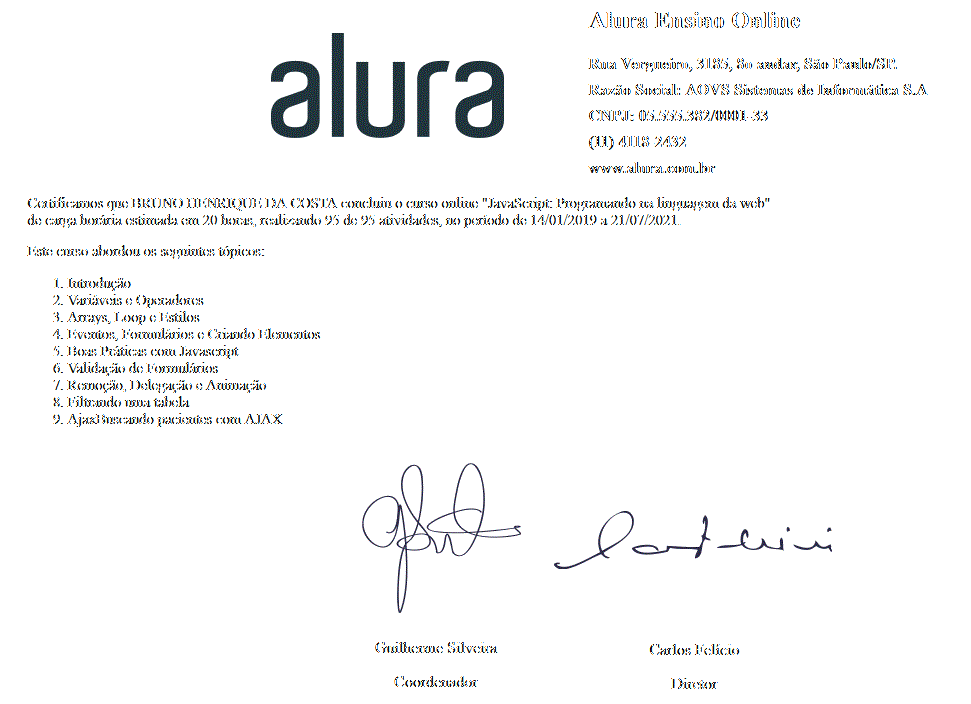 alura
Alura Ensino Online
Rua Vergueiro, 3185, 8o andar, São Paulo/SP.
Razão Social: AOVS Sistemas de Informática S.A
CNPJ: 05.555.382/0001-33
(11) 4118-2432
www.alura.com.br
Certificamos que BRUNO HENRIQUE DA COSTA concluiu o curso online "JavaScript: Programando na linguagem da web"
de carga horária estimada em 20 horas, realizando 95 de 95 atividades, no periodo de 14/01/2019 a 21/07/2021.
Este curso abordou os seguintes tópicos:
1. Introdução
2. Variáveis e Operadores
3. Arrays, Loop e Estilos
4. Eventos, Formulários e Criando Elementos
5. Boas Práticas com Javascript
6. Validação de Formulários
7. Remoção, Delegação e Animação
8. Filtrando uma tabela
9. AjaxBuscando pacientes com AJAX
Guilherme Silveira
Carlos Felício
Coordenador
Diretor